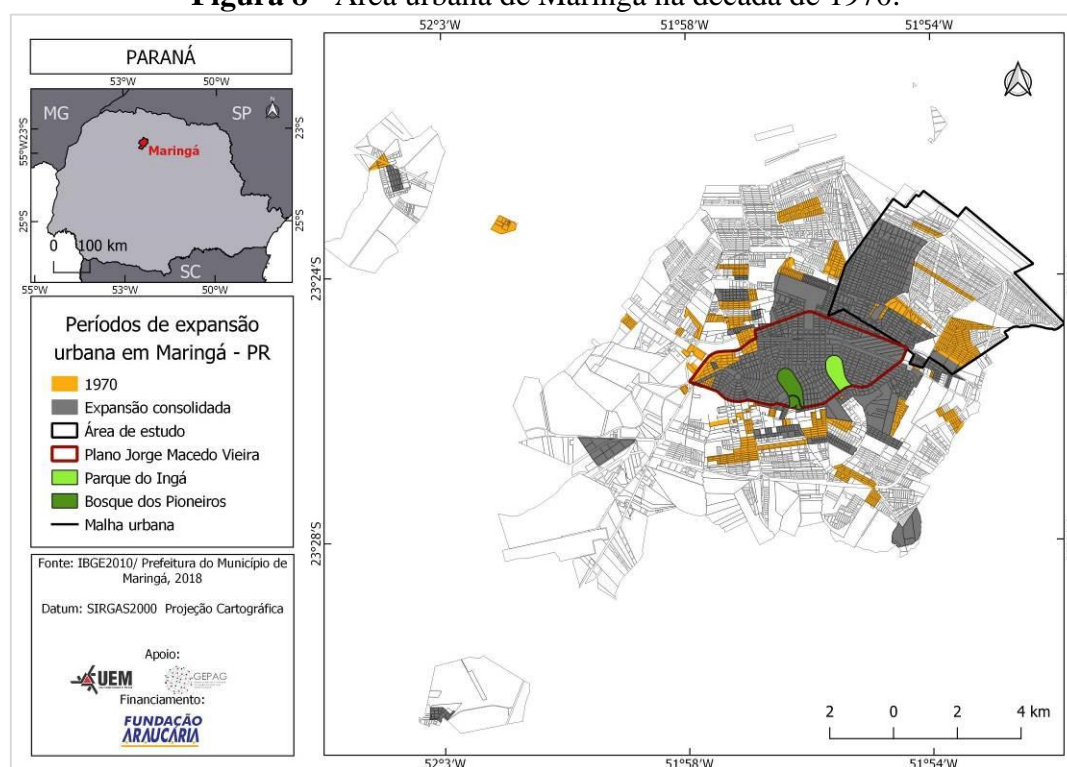 Figura 8 - Área urbana de Maringá na década de 1970.
PARANÁ
53°W 50°W
MG SP
N
55°W 23°S
23°S
Maringá
25°S
25°S
0 100 km
SC
55°W 52°W 50°W
Períodos de expansão
urbana em Maringá - PR
1970
Expansão consolidada
Área de estudo
Plano Jorge Macedo Vieira
Parque do Ingá
Bosque dos Pioneiros
Malha urbana
Fonte: IBGE2010/ Prefeitura do Município de
Maringá, 2018
Datum: SIRGAS2000 Projeção Cartográfica
Apoio:
UEM
GEPAG
Financiamento:
FUNDAÇÃO
ARAUCÁRIA
52°3'W 51°58'W 51°54'W
23°24'S
23°28'S
2 0 2 4 km
52°3'W 51°58'W 51°54'W